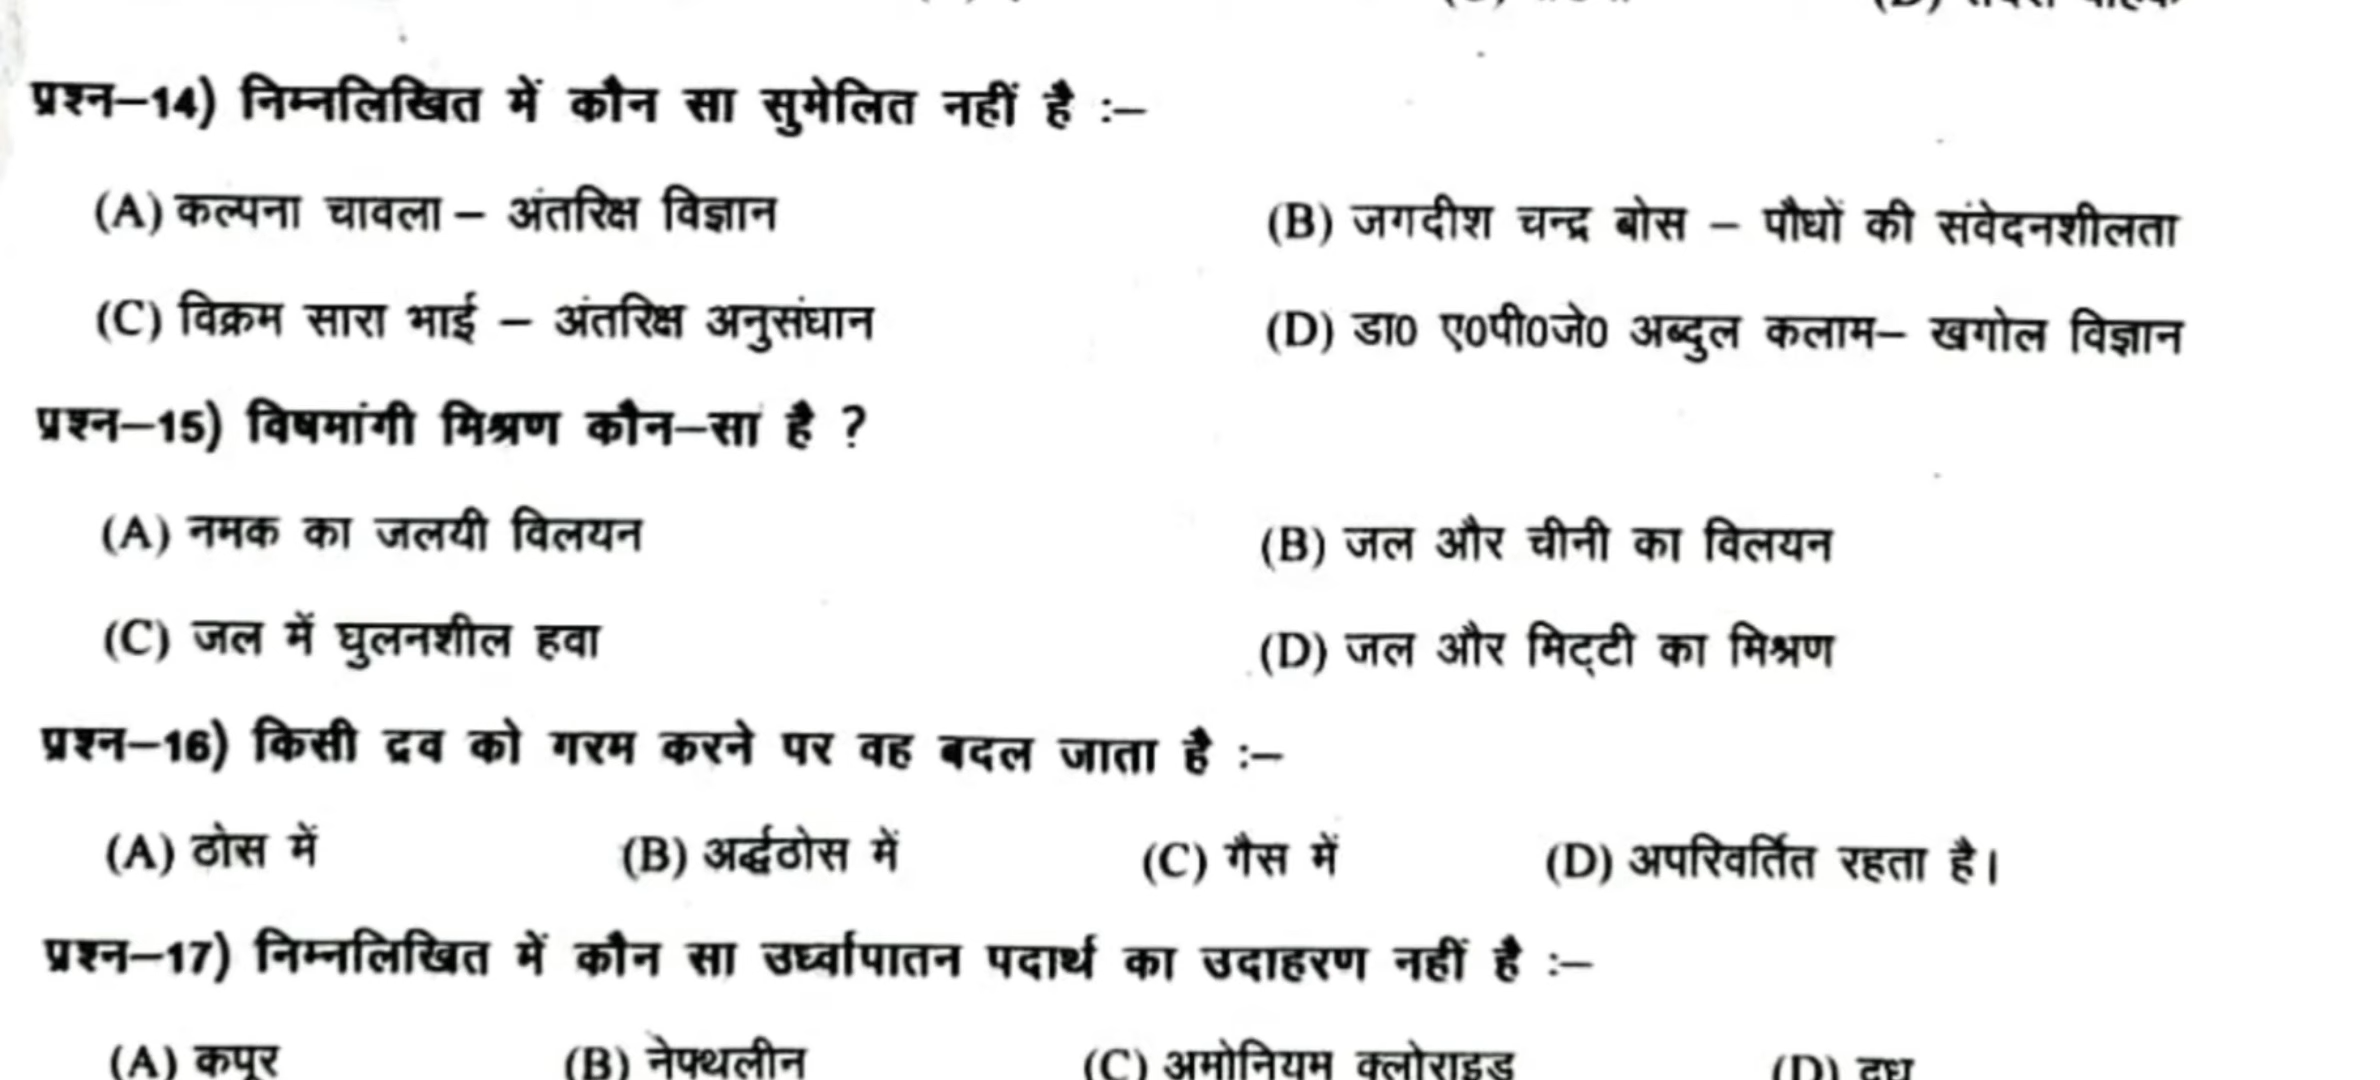 प्रश्न–14) निम्नलिखित में कौन सा सुमेलित नहीं है :–
(A) कल्पना चावला – अंतरिक्ष विज्ञान (B) जगदीश चन्द्र बोस – पौधों की संवेदनशीलता
(C) विक्रम सारा भाई – अंतरिक्ष अनुसंधान (D) डा0 ए0पी0जे0 अब्दुल कलाम– खगोल विज्ञान
प्रश्न–15) विषमांगी मिश्रण कौन–सा है ?
(A) नमक का जलयी विलयन (B) जल और चीनी का विलयन
(C) जल में घुलनशील हवा (D) जल और मिट्टी का मिश्रण
प्रश्न–16) किसी द्रव को गरम करने पर वह बदल जाता है :–
(A) ठोस में (B) अर्द्धठोस में (C) गैस में (D) अपरिवर्तित रहता है।
प्रश्न–17) निम्नलिखित में कौन सा उर्घ्वापातन पदार्थ का उदाहरण नहीं है :–
(A) कपूर (B) नेफ्थलीन (C) अमोनियम क्लोराइड (D) दूध